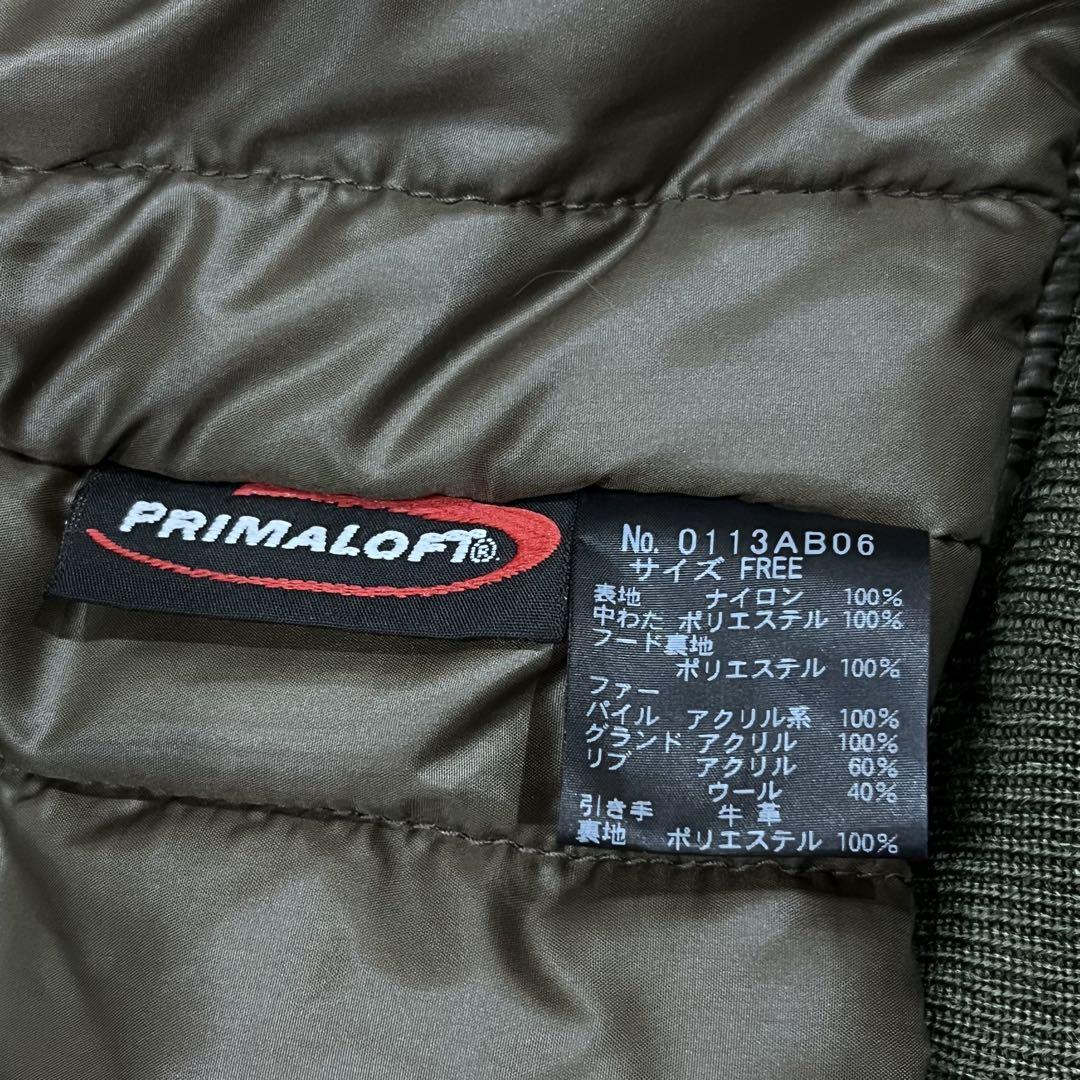 PRIMALOFT®
No. 0113AB06
サイズ FREE
表地 ナイロン 100%
中わた ポリエステル 100%
フード裏地
ポリエステル 100%
ファー
パイル アクリル系 100%
グランド アクリル 100%
リブ アクリル 60%
ウール 40%
引き手 牛革
裏地 ポリエステル 100%